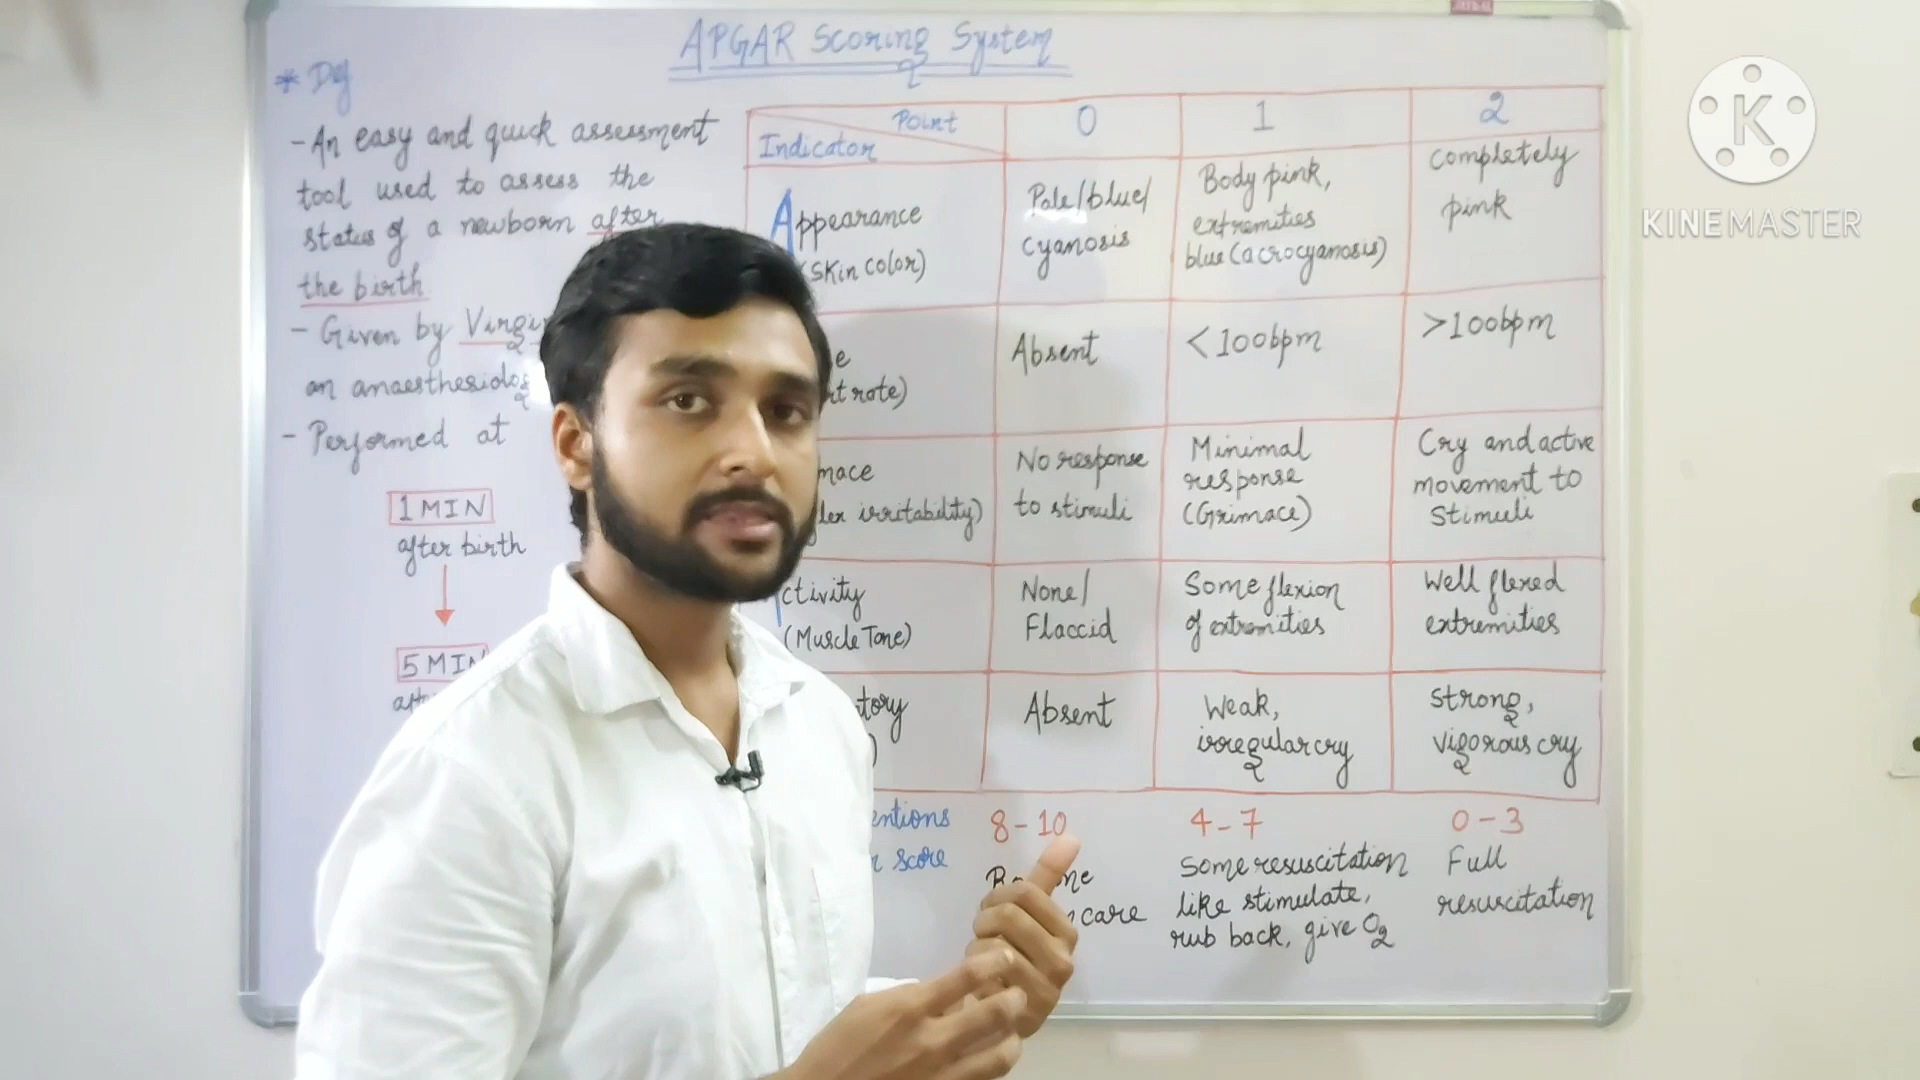 APGAR Scoring System
* Def
- An easy and quick assessment
tool used to assess the
status of a newborn after
the birth
- Given by
an
- Performed at
1 MIN
after birth
5 MIN
Point 0 1 2
Indicator
Appearance
(Skin color)
Pale/blue/
cyanosis
Body pink,
extremities
blue (acrocyanosis)
completely
pink
Absent
<100bpm
>100bpm
No response
to stimuli
Minimal
response
(Grimace)
Cry and active
movement to
stimuli
irritability)
Activity
(Muscle Tone)
None/
Flaccid
Some flexion
of extremities
Well flexed
extremities
Absent
Weak,
irregular cry
Strong,
vigorous cry
score
8-10
care
4-7
Some resuscitation
like stimulate,
rub back, give O2
0-3
Full
resuscitation
K
KINEMASTER